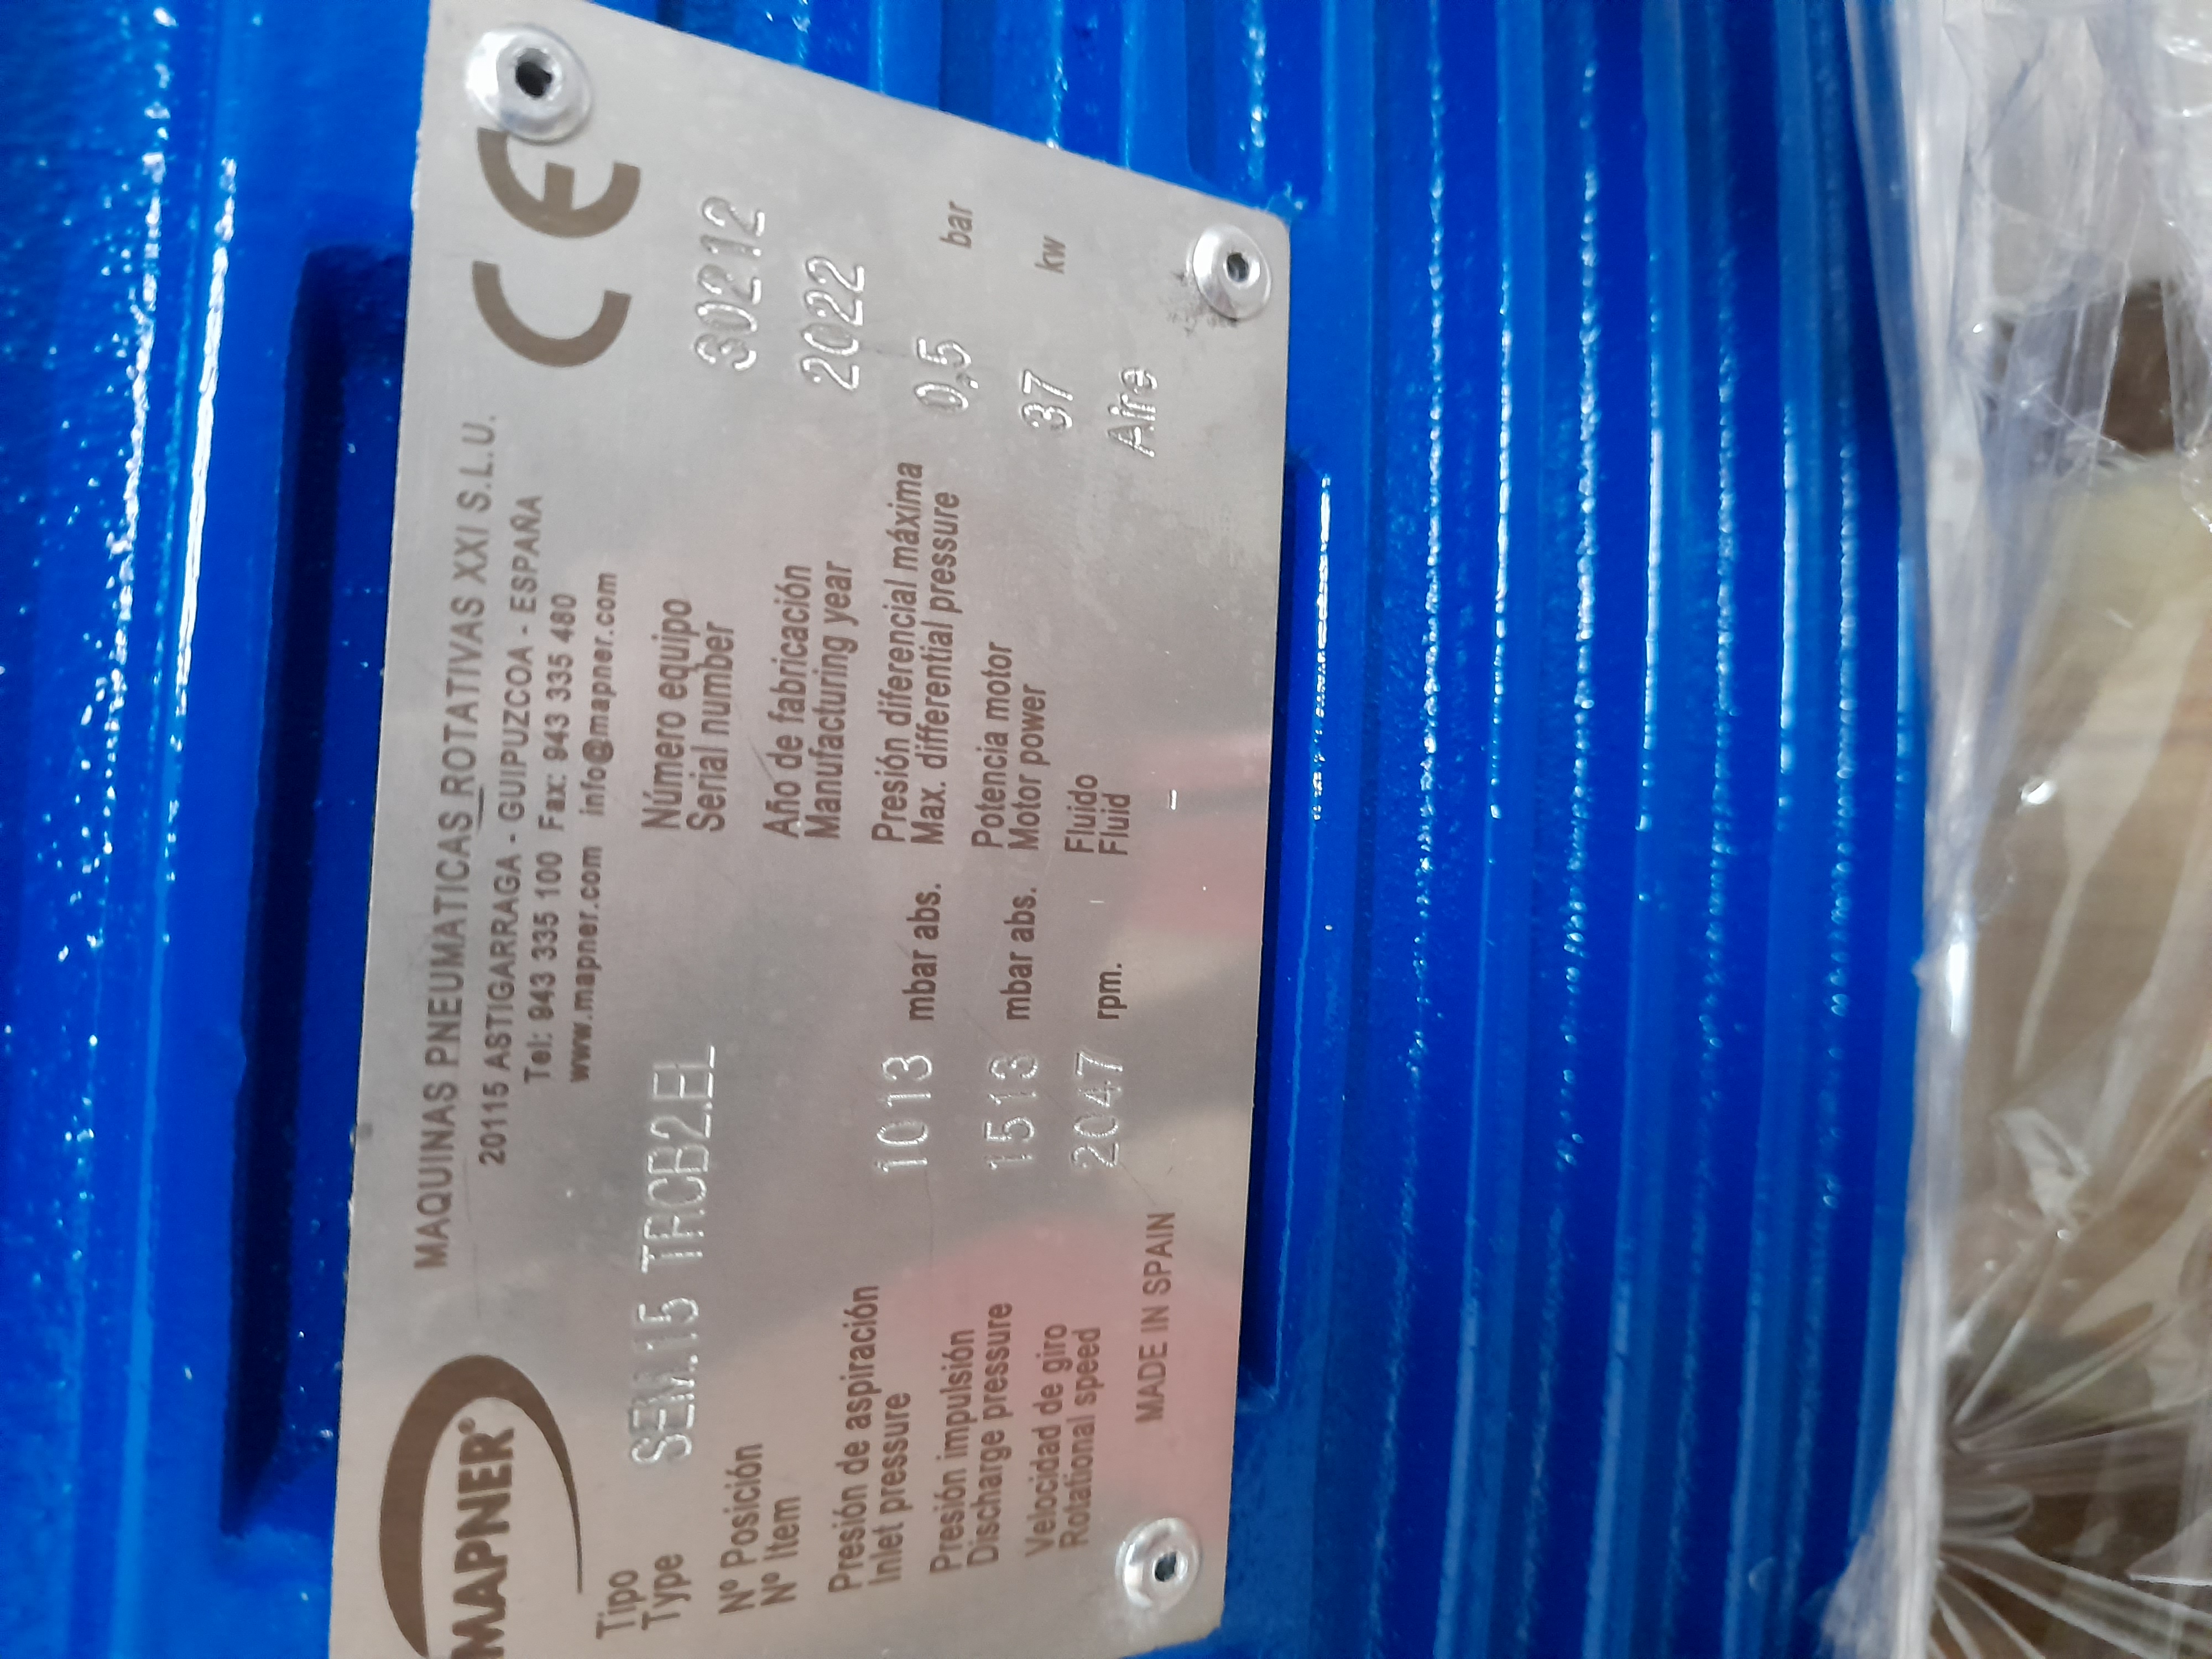 MAPNER®
MAQUINAS PNEUMATICAS ROTATIVAS XXI S.L.U.
20115 ASTIGARRAGA - GUIPUZCOA - ESPAÑA
Tel: 943 335 100 Fax: 943 335 480
www.mapner.com info@mapner.com
CE
Tipo
Type
SEM.15 TRCB2.EL
Número equipo
Serial number
30212
Nº Posición
Nº Item
Año de fabricación
Manufacturing year
2022
Presión de aspiración
Inlet pressure
1013 mbar abs.
Presión diferencial máxima
Max. differential pressure
0,5 bar
Presión impulsión
Discharge pressure
1513 mbar abs.
Potencia motor
Motor power
37 kw
Velocidad de giro
Rotational speed
2047 rpm.
Fluido
Fluid
Aire
MADE IN SPAIN